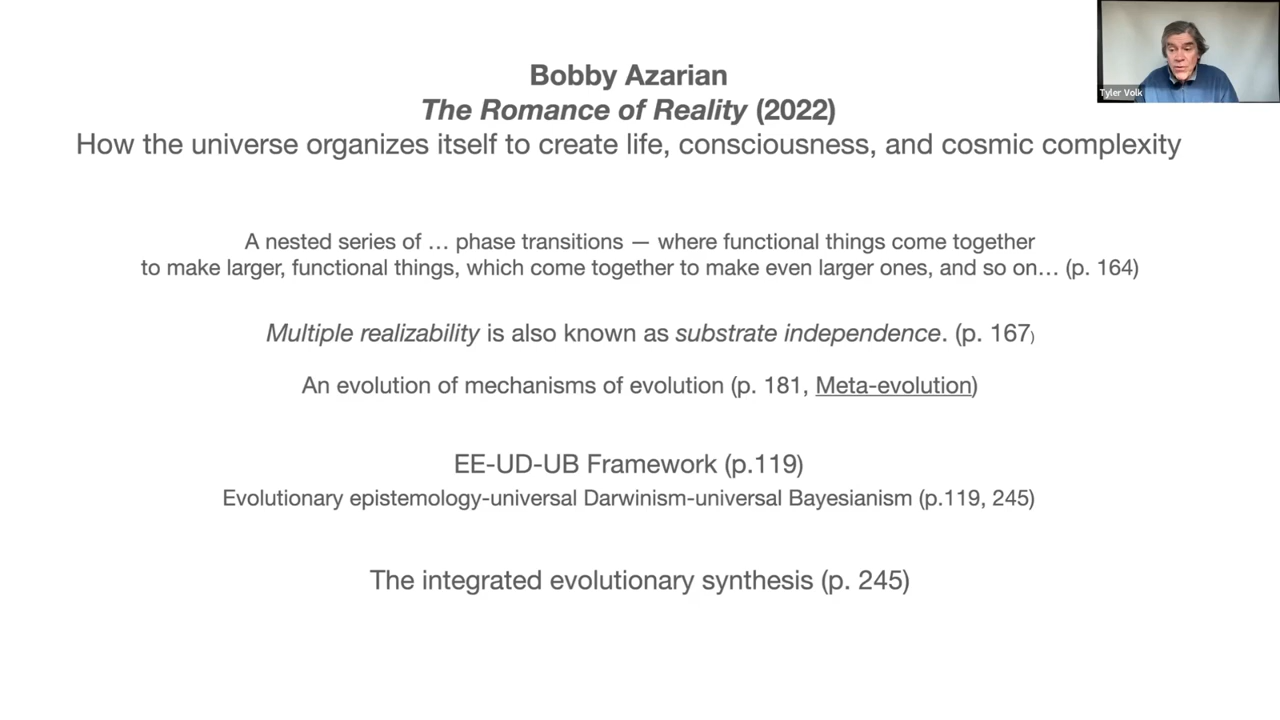 Bobby Azarian
The Romance of Reality (2022)
How the universe organizes itself to create life, consciousness, and cosmic complexity
A nested series of … phase transitions — where functional things come together
to make larger, functional things, which come together to make even larger ones, and so on… (p. 164)
Multiple realizability is also known as substrate independence. (p. 167)
An evolution of mechanisms of evolution (p. 181, Meta-evolution)
EE-UD-UB Framework (p.119)
Evolutionary epistemology-universal Darwinism-universal Bayesianism (p.119, 245)
The integrated evolutionary synthesis (p. 245)
Tyler Volk